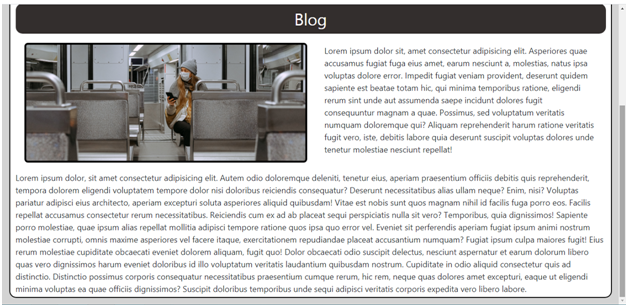 Blog
Lorem ipsum dolor sit, amet consectetur adipisicing elit. Asperiores quae
accusamus fugiat fuga eius amet, earum nesciunt a, molestias, natus ipsa
voluptas dolore error. Impedit fugiat veniam provident, deserunt quidem
sapiente est beatae totam hic, qui minima temporibus ratione, eligendi
rerum sint unde aut assumenda saepe incidunt dolores fugit
consequuntur magnam a quae. Possimus, sed voluptatum veritatis
numquam doloremque qui? Aliquam reprehenderit harum ratione veritatis
fugit vero, iste, debitis labore quia deserunt suscipit voluptas dolores unde
tenetur molestiae nesciunt repellat!
Lorem ipsum dolor, sit amet consectetur adipisicing elit. Autem odio doloremque deleniti, tenetur eius, aperiam praesentium officiis debitis quis reprehenderit,
tempora dolorem eligendi voluptatem tempore dolor nisi doloribus reiciendis consequatur? Deserunt necessitatibus alias ullam neque? Enim, nisi? Voluptas
pariatur adipisci eius architecto, aperiam excepturi soluta asperiores aliquid quibusdam! Vitae est nobis sunt quos magnam nihil id facilis fuga porro eos. Facilis
repellat accusamus consectetur rerum necessitatibus. Reiciendis cum ex ad ab placeat sequi perspiciatis nulla sit vero? Temporibus, quia dignissimos! Sapiente
porro molestiae, quae ipsum alias repellat mollitia adipisci tempore ratione quos ipsa quo error vel. Eveniet sit perferendis aperiam fugiat ipsum animi nostrum
molestiae corrupti, omnis maxime asperiores vel facere itaque, exercitationem repudiandae placeat accusantium numquam? Fugiat ipsum culpa maiores fugit! Eius
rerum molestiae cupiditate obcaecati eveniet dolorem aliquam, fugit quo! Dolor obcaecati odio suscipit delectus, nesciunt aspernatur et earum dolorum libero
quas vero dignissimos harum eveniet doloribus id illo voluptatum veritatis laudantium quibusdam nostrum. Cupiditate in odio aliquid consectetur quis ad
distinctio. Distinctio possimus corporis consequatur necessitatibus praesentium cumque rerum, hic rem, neque quas dolores amet excepturi, eaque ut eligendi
minima doloribus voluptatum ducimus. Suscipit doloribus temporibus unde sequi adipisci veritatis corporis expedita vero libero labore.